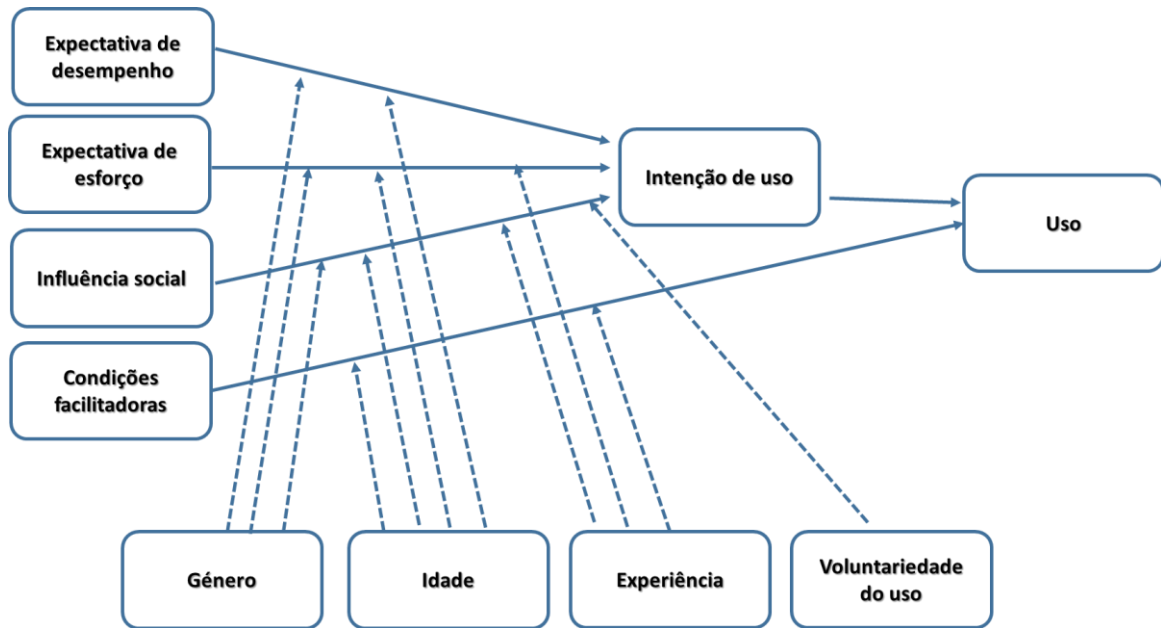 Expectativa de
desempenho
Expectativa de
esforço
Intenção de uso
Uso
Influência social
Condições
facilitadoras
Género
Idade
Experiência
Voluntariedade
do uso